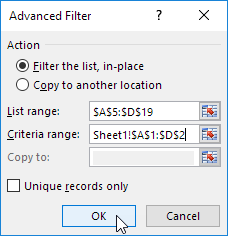 Advanced Filter
Action
Filter the list, in-place
Copy to another location
List range: $A$5:$D$19
Criteria range: Sheet1!$A$1:$D$2
Copy to:
Unique records only
OK Cancel